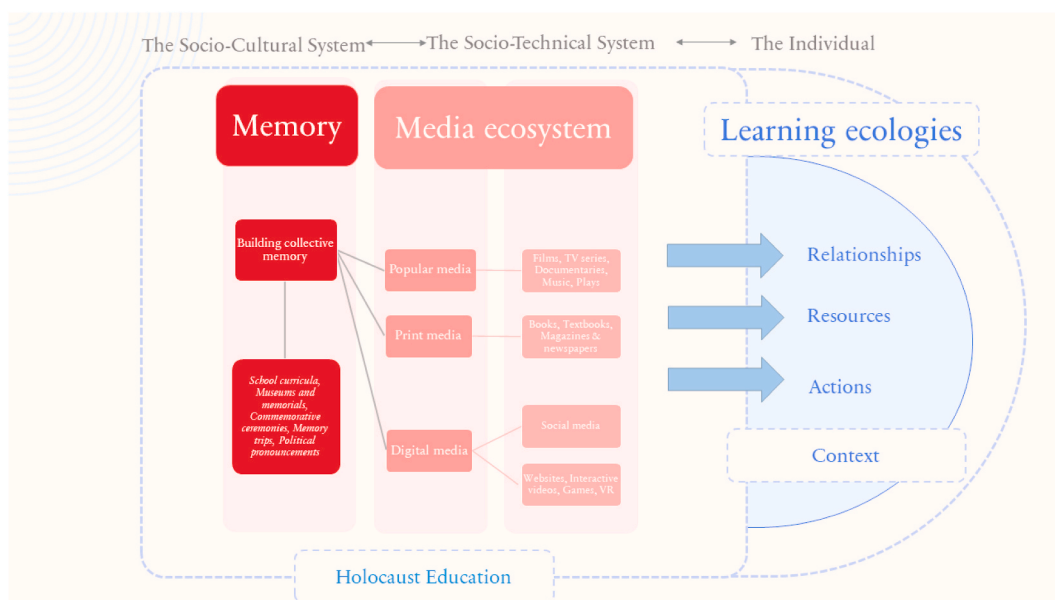 The Socio-Cultural System
The Socio-Technical System
The Individual
Memory
Media ecosystem
Learning ecologies
Building collective
memory
Popular media
Films, TV series,
Documentaries,
Music, Plays
Relationships
Print media
Books, Textbooks,
Magazines &
newspapers
Resources
School curricula,
Museums and
memorials,
Commemorative
ceremonies, Memory
trips, Political
pronouncements
Actions
Digital media
Social media
Websites, Interactive
videos, Games, VR
Context
Holocaust Education